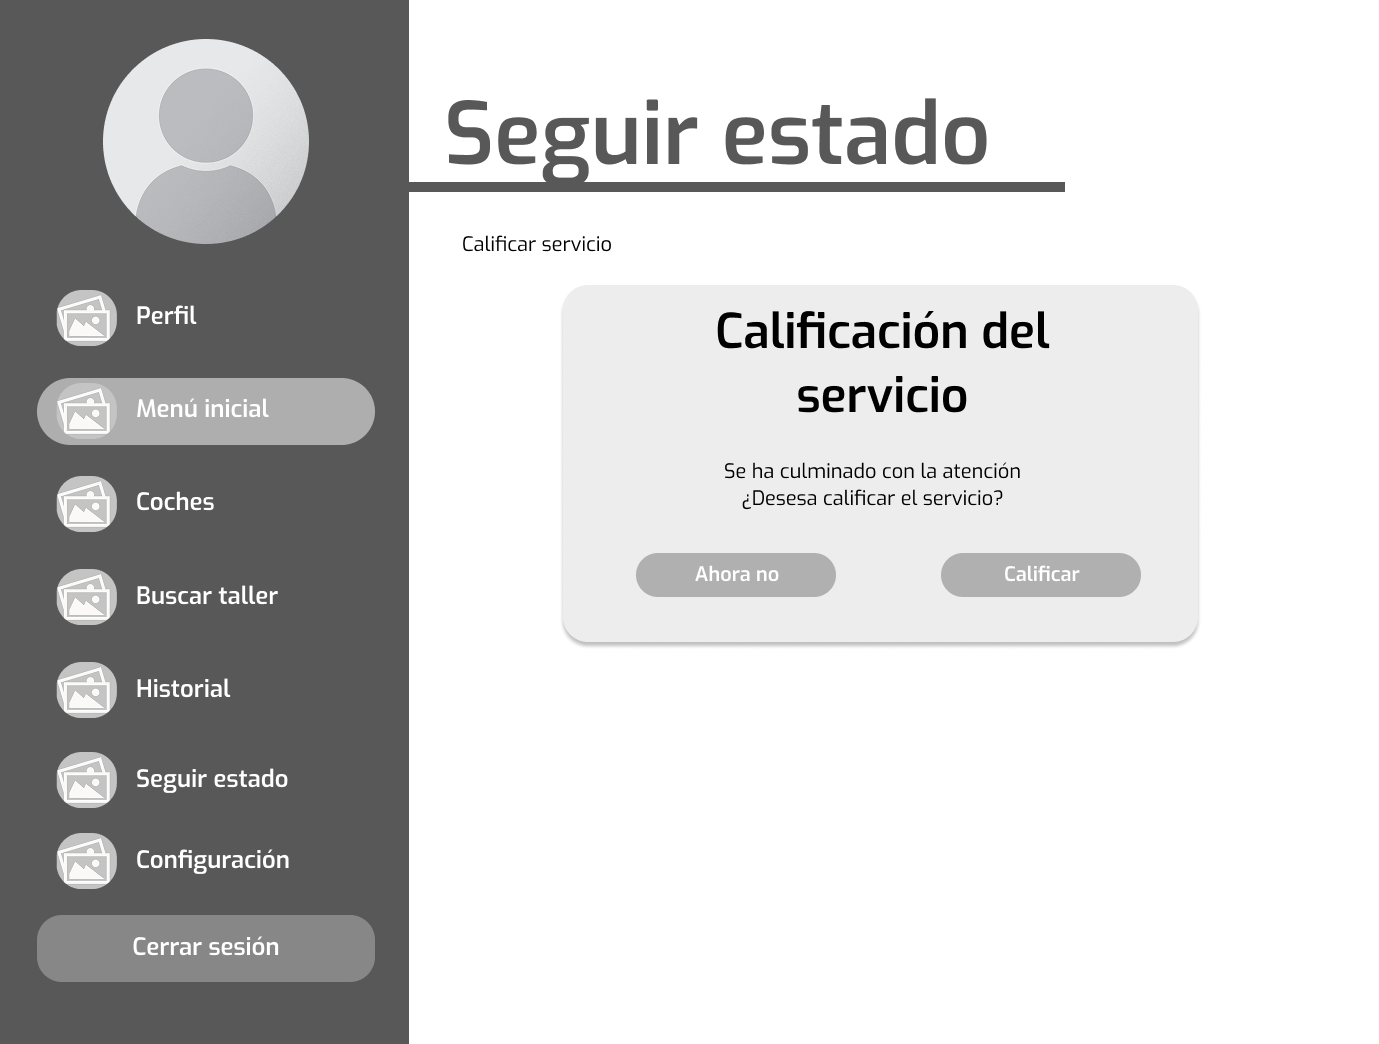 Seguir estado
Calificar servicio
Perfil
Menú inicial
Coches
Buscar taller
Historial
Seguir estado
Configuración
Cerrar sesión
Calificación del
servicio
Se ha culminado con la atención
¿Desesa calificar el servicio?
Ahora no
Calificar